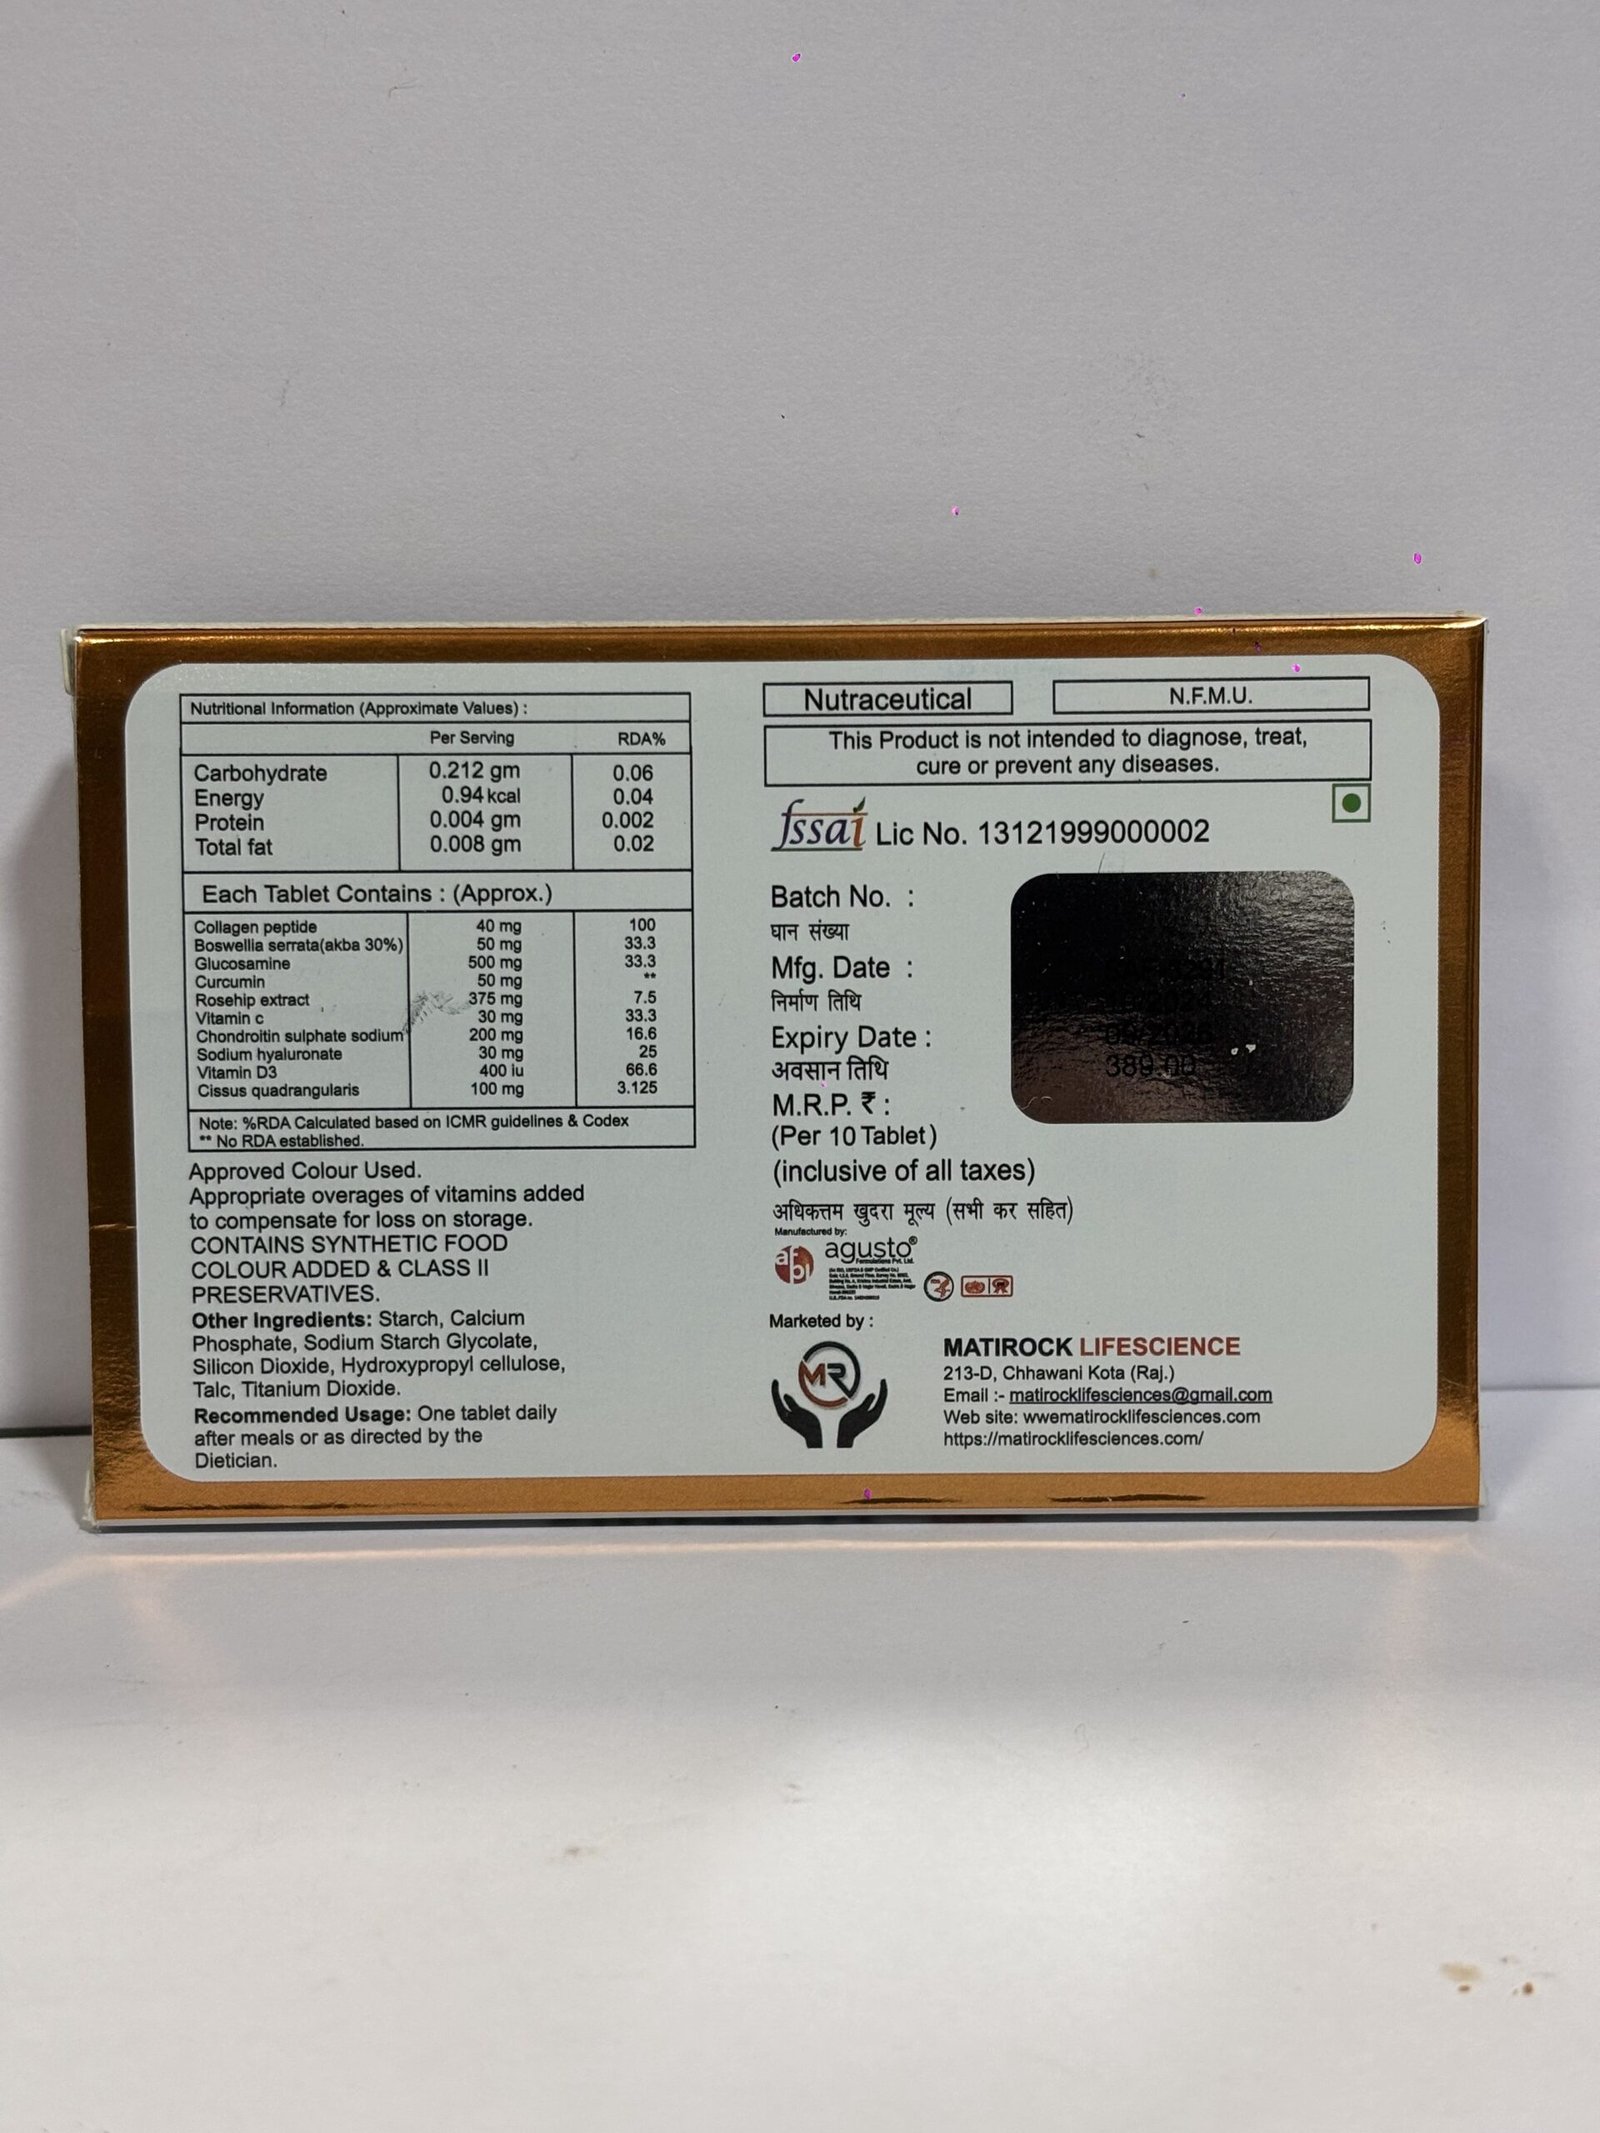 Nutritional Information (Approximate Values) :
Per Serving RDA%
Carbohydrate 0.212 gm 0.06
Energy 0.94 kcal 0.04
Protein 0.004 gm 0.002
Total fat 0.008 gm 0.02
Each Tablet Contains : (Approx.)
Collagen peptide 40 mg 100
Boswellia serrata(akba 30%) 50 mg 33.3
Glucosamine 500 mg 33.3
Curcumin 50 mg **
Rosehip extract 375 mg 7.5
Vitamin c 30 mg 33.3
Chondroitin sulphate sodium 200 mg 16.6
Sodium hyaluronate 30 mg 25
Vitamin D3 400 iu 66.6
Cissus quadrangularis 100 mg 3.125
Note: %RDA Calculated based on ICMR guidelines & Codex
** No RDA established.
Approved Colour Used.
Appropriate overages of vitamins added
to compensate for loss on storage.
CONTAINS SYNTHETIC FOOD
COLOUR ADDED & CLASS II
PRESERVATIVES.
Other Ingredients: Starch, Calcium
Phosphate, Sodium Starch Glycolate,
Silicon Dioxide, Hydroxypropyl cellulose,
Talc, Titanium Dioxide.
Recommended Usage: One tablet daily
after meals or as directed by the
Dietician.
Nutraceutical
N.F.M.U.
This Product is not intended to diagnose, treat,
cure or prevent any diseases.
fssai Lic No. 13121999000002
Batch No. :
घान संख्या
Mfg. Date :
निर्माण तिथि
Expiry Date :
अवसान तिथि
389.00
M.R.P. ₹ :
(Per 10 Tablet)
(inclusive of all taxes)
अधिकत्तम खुदरा मूल्य (सभी कर सहित)
Manufactured by:
afpl agusto®
Formulations Pvt. Ltd.
Marketed by :
MR
MATIROCK LIFESCIENCE
213-D, Chhawani Kota (Raj.)
Email :- matirocklifesciences@gmail.com
Web site: wwematirocklifesciences.com
https://matirocklifesciences.com/